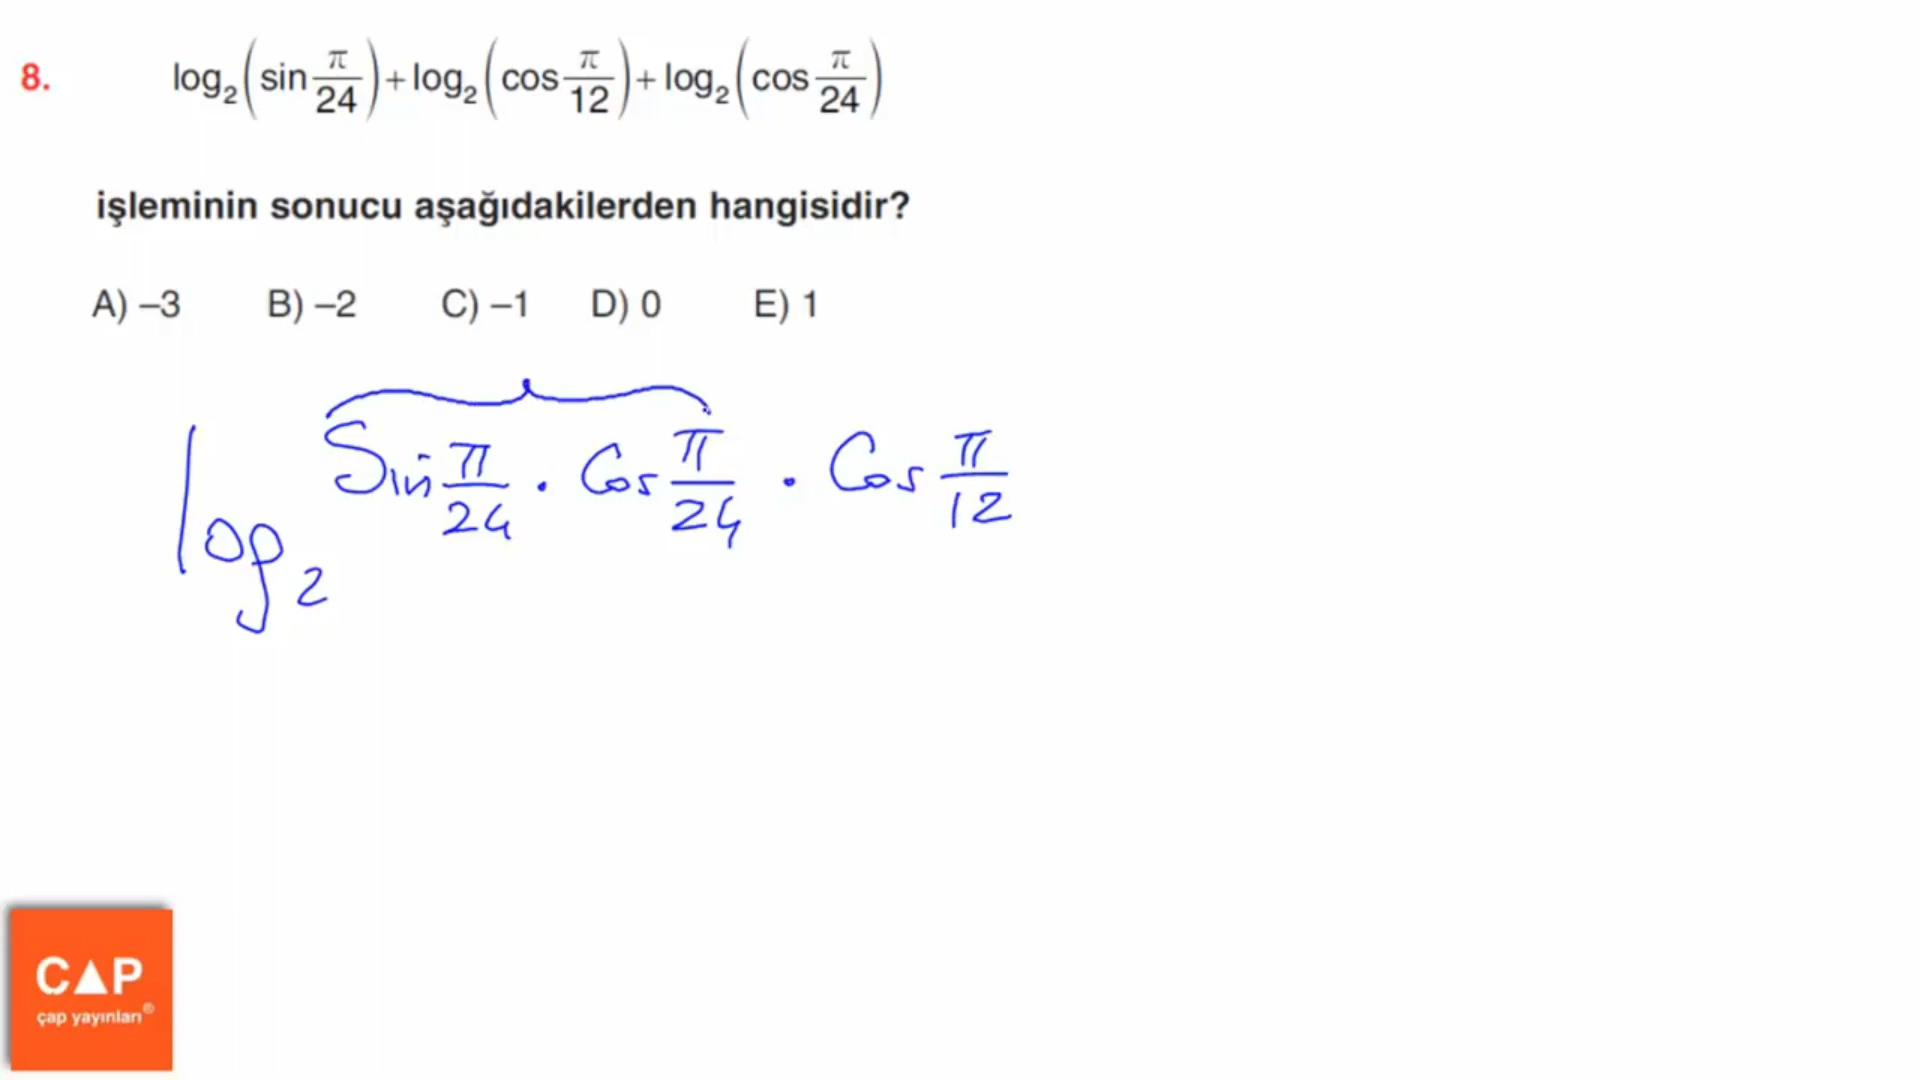 8. log₂(sin π/24) + log₂(cos π/12) + log₂(cos π/24)
işleminin sonucu aşağıdakilerden hangisidir?
A) –3 B) –2 C) –1 D) 0 E) 1
log₂ Sin π/24 . Cos π/24 . Cos π/12
CAP
çap yayınları®